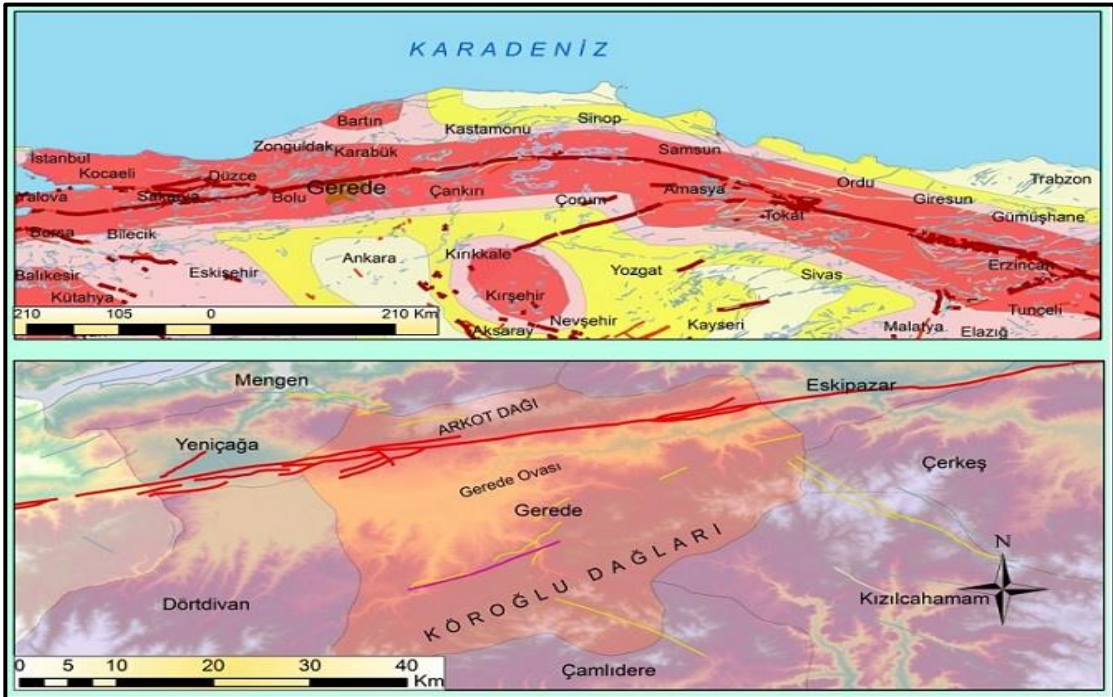 KARADENİZ
Bartın
Kastamonu
Sinop
Zonguldak
Karabük
Samsun
İstanbul
Kocaeli
Düzce
Gerede
Çankırı
Amasya
Ordu
Trabzon
Yalova
Sakarya
Bolu
Çorum
Tokat
Giresun
Gümüşhane
Bursa
Bilecik
Ankara
Kırıkkale
Yozgat
Sivas
Erzincan
Balıkesir
Eskişehir
Kütahya
Kırşehir
Tunceli
210 105 0 210 Km
Aksaray
Nevşehir
Kayseri
Malatya
Elazığ
Mengen
Eskipazar
ARKOT DAĞI
Yeniçağa
Gerede Ovası
Çerkeş
Gerede
KÖROĞLU DAĞLARI
N
Dörtdivan
Kızılcahamam
Çamlıdere
0 5 10 20 30 40
Km